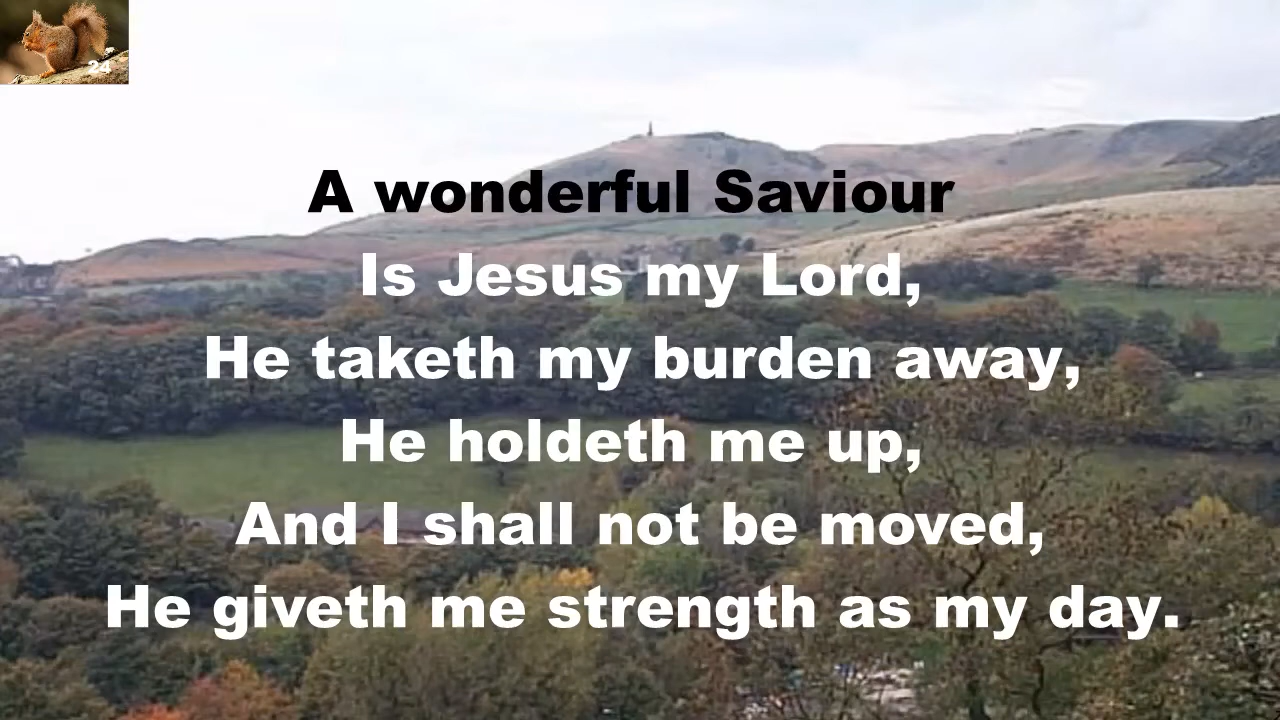 24
A wonderful Saviour
Is Jesus my Lord,
He taketh my burden away,
He holdeth me up,
And I shall not be moved,
He giveth me strength as my day.